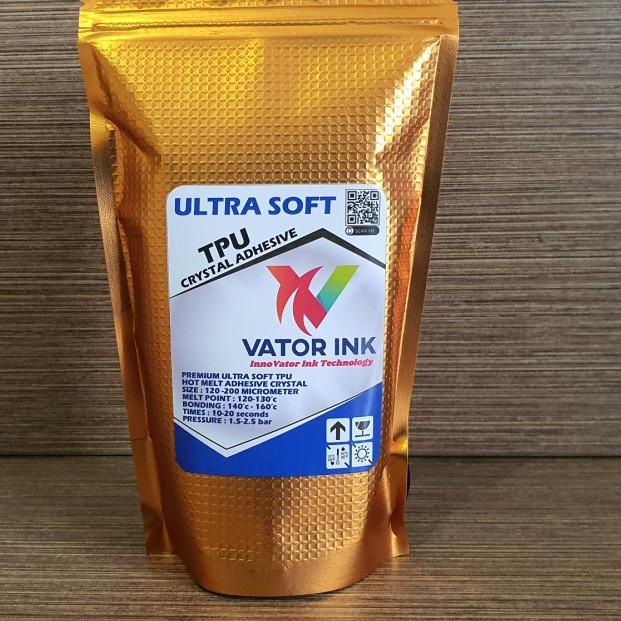 ULTRA SOFT
SCAN ME
TPU
CRYSTAL ADHESIVE
VATOR INK
InnoVator Ink Technology
PREMIUM ULTRA SOFT TPU
HOT MELT ADHESIVE CRYSTAL
SIZE : 120 -200 MICROMETER
MELT POINT : 120-130°c
BONDING : 140°c - 160°c
TIMES : 10-20 seconds
PRESSURE : 1.5-2.5 bar